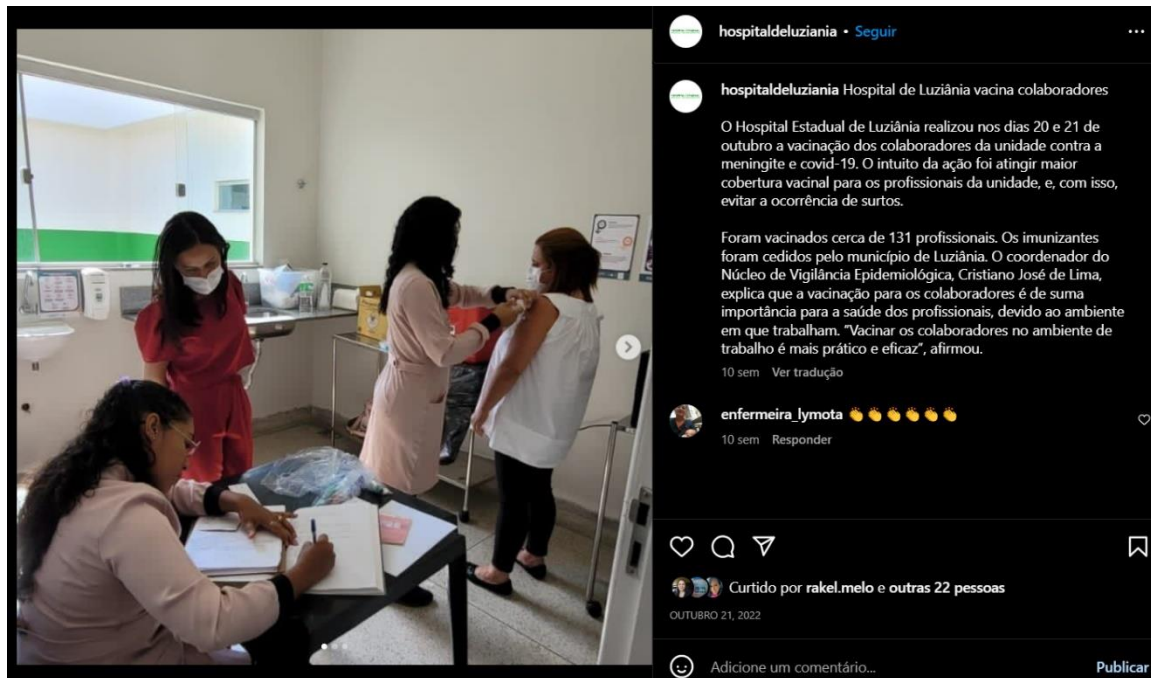 hospitaldeluziania • Seguir
hospitaldeluziania Hospital de Luziânia vacina colaboradores
O Hospital Estadual de Luziânia realizou nos dias 20 e 21 de
outubro a vacinação dos colaboradores da unidade contra a
meningite e covid-19. O intuito da ação foi atingir maior
cobertura vacinal para os profissionais da unidade, e, com isso,
evitar a ocorrência de surtos.
Foram vacinados cerca de 131 profissionais. Os imunizantes
foram cedidos pelo município de Luziânia. O coordenador do
Núcleo de Vigilância Epidemiológica, Cristiano José de Lima,
explica que a vacinação para os colaboradores é de suma
importância para a saúde dos profissionais, devido ao ambiente
em que trabalham. "Vacinar os colaboradores no ambiente de
trabalho é mais prático e eficaz", afirmou.
10 sem Ver tradução
enfermeira_lymota 👏👏👏👏👏👏
10 sem Responder
Curtido por rakel.melo e outras 22 pessoas
OUTUBRO 21, 2022
Adicione um comentário... Publicar